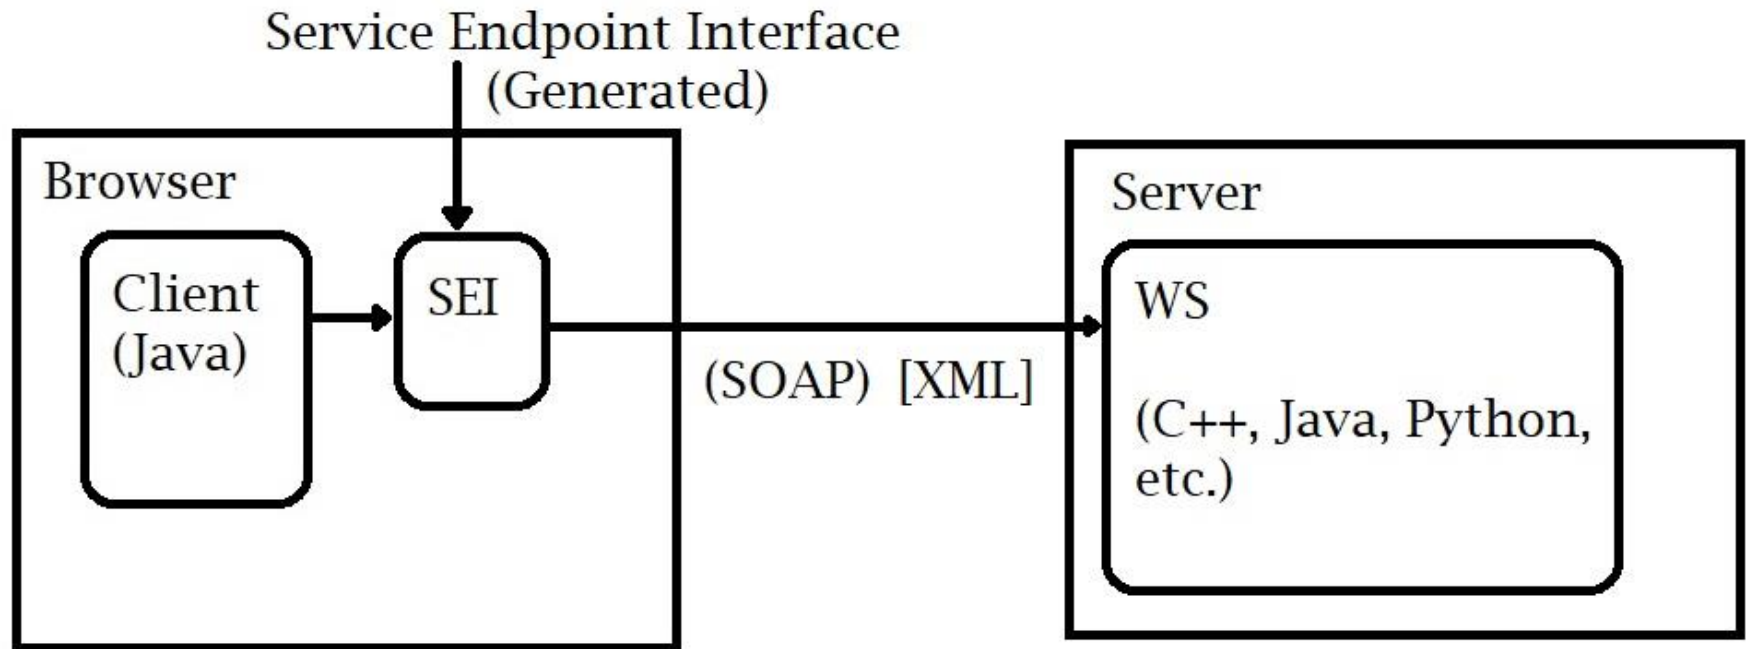 Service Endpoint Interface
(Generated)
Browser
Client
(Java)
SEI
(SOAP) [XML]
Server
WS
(C++, Java, Python,
etc.)